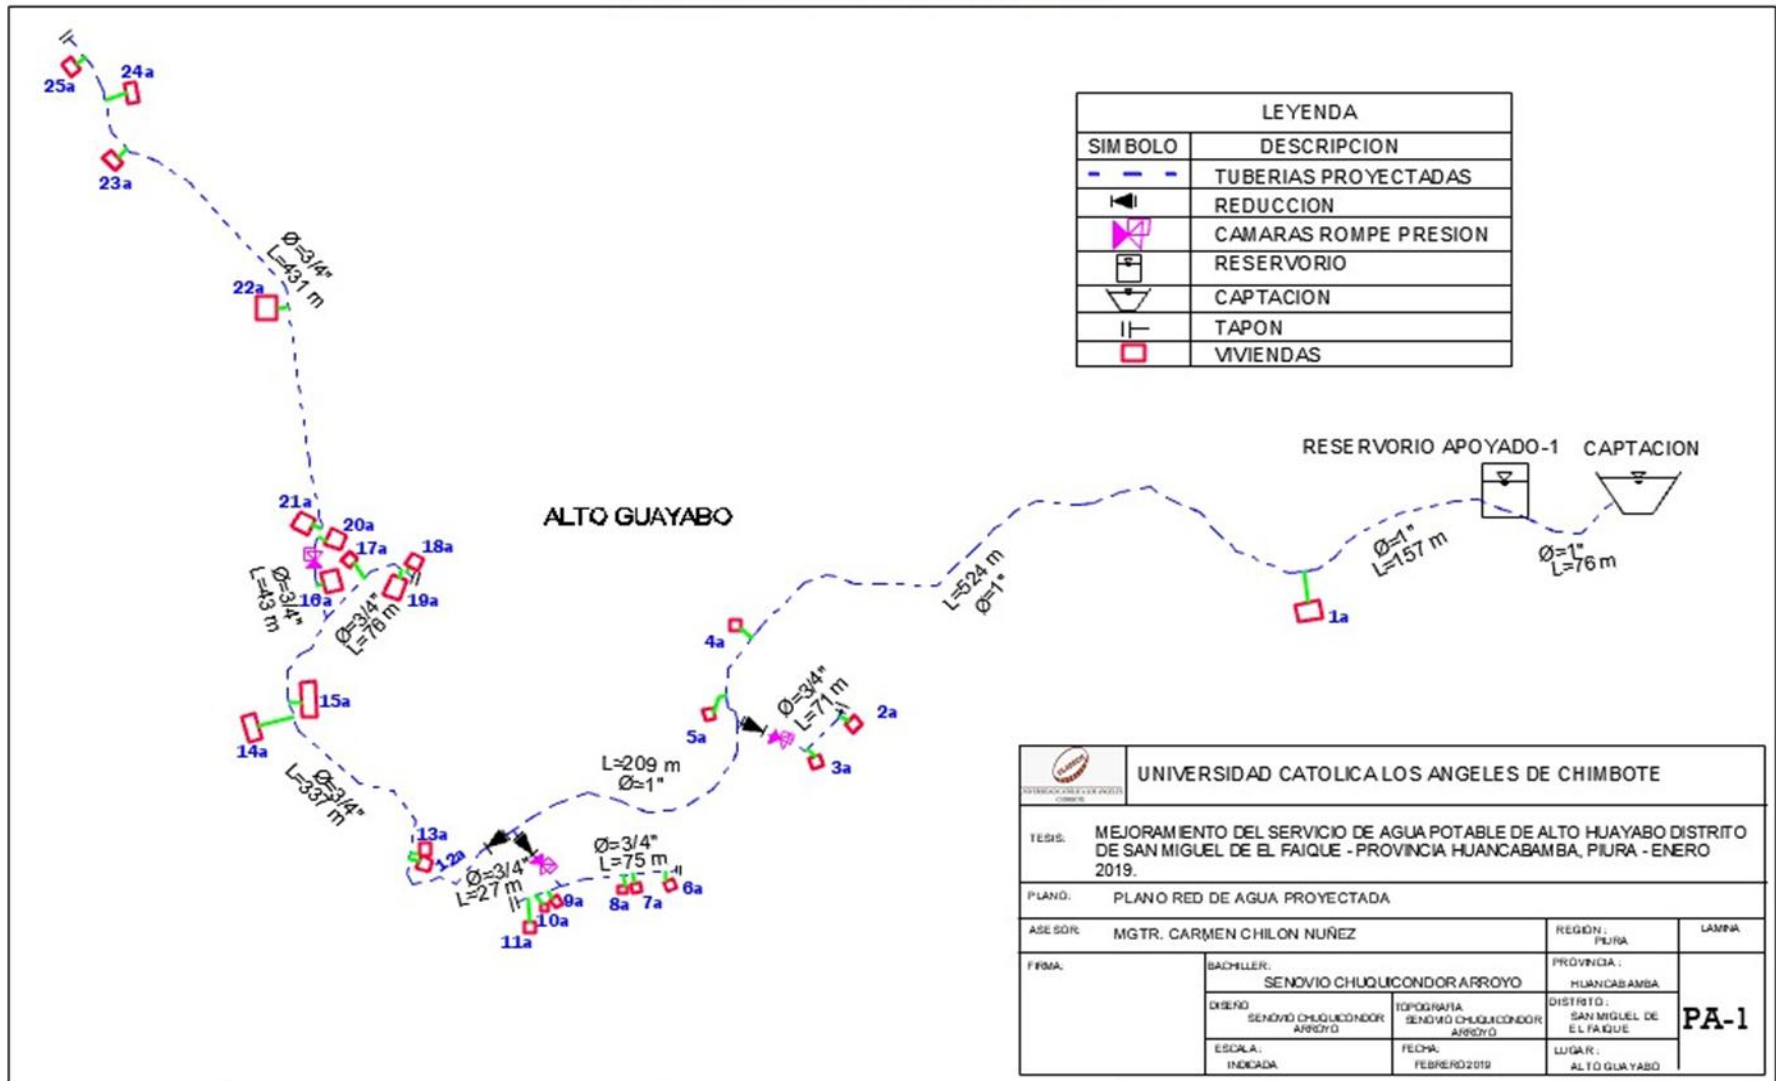 25a
24a
23a
Ø=3/4"
L=431 m
22a
21a
20a
17a
18a
16a
19a
Ø=3/4"
L=43 m
Ø=3/4"
L=76 m
15a
14a
Ø=3/4"
L=337 m
13a
12a
ALTO GUAYABO
LEYENDA
SIMBOLO DESCRIPCION
TUBERIAS PROYECTADAS
REDUCCION
CAMARAS ROMPE PRESION
RESERVORIO
CAPTACION
TAPON
VIVIENDAS
RESERVORIO APOYADO-1 CAPTACION
Ø=1"
L=157 m
Ø=1"
L=76 m
1a
L=524 m
Ø=1"
4a
5a
Ø=3/4"
L=71 m
2a
3a
L=209 m
Ø=1"
Ø=3/4"
L=75 m
Ø=3/4"
L=27 m
6a
7a
8a
9a
10a
11a
UNIVERSIDAD CATOLICA LOS ANGELES DE CHIMBOTE
TESIS: MEJORAMIENTO DEL SERVICIO DE AGUA POTABLE DE ALTO HUAYABO DISTRITO
DE SAN MIGUEL DE EL FAIQUE - PROVINCIA HUANCABAMBA, PIURA - ENERO
2019.
PLANO: PLANO RED DE AGUA PROYECTADA
ASESOR: MGTR. CARMEN CHILON NUÑEZ
REGION:
PIURA
LAMINA
FIRMA:
BACHILLER:
SENOVIO CHUQUICONDOR ARROYO
PROVINCIA:
HUANCABAMBA
DISEÑO
SENOVIO CHUQUICONDOR
ARROYO
TOPOGRAFIA
SENOVIO CHUQUICONDOR
ARROYO
DISTRITO:
SAN MIGUEL DE
EL FAIQUE
PA-1
ESCALA:
INDICADA
FECHA:
FEBRERO 2019
LUGAR:
ALTO GUAYABO